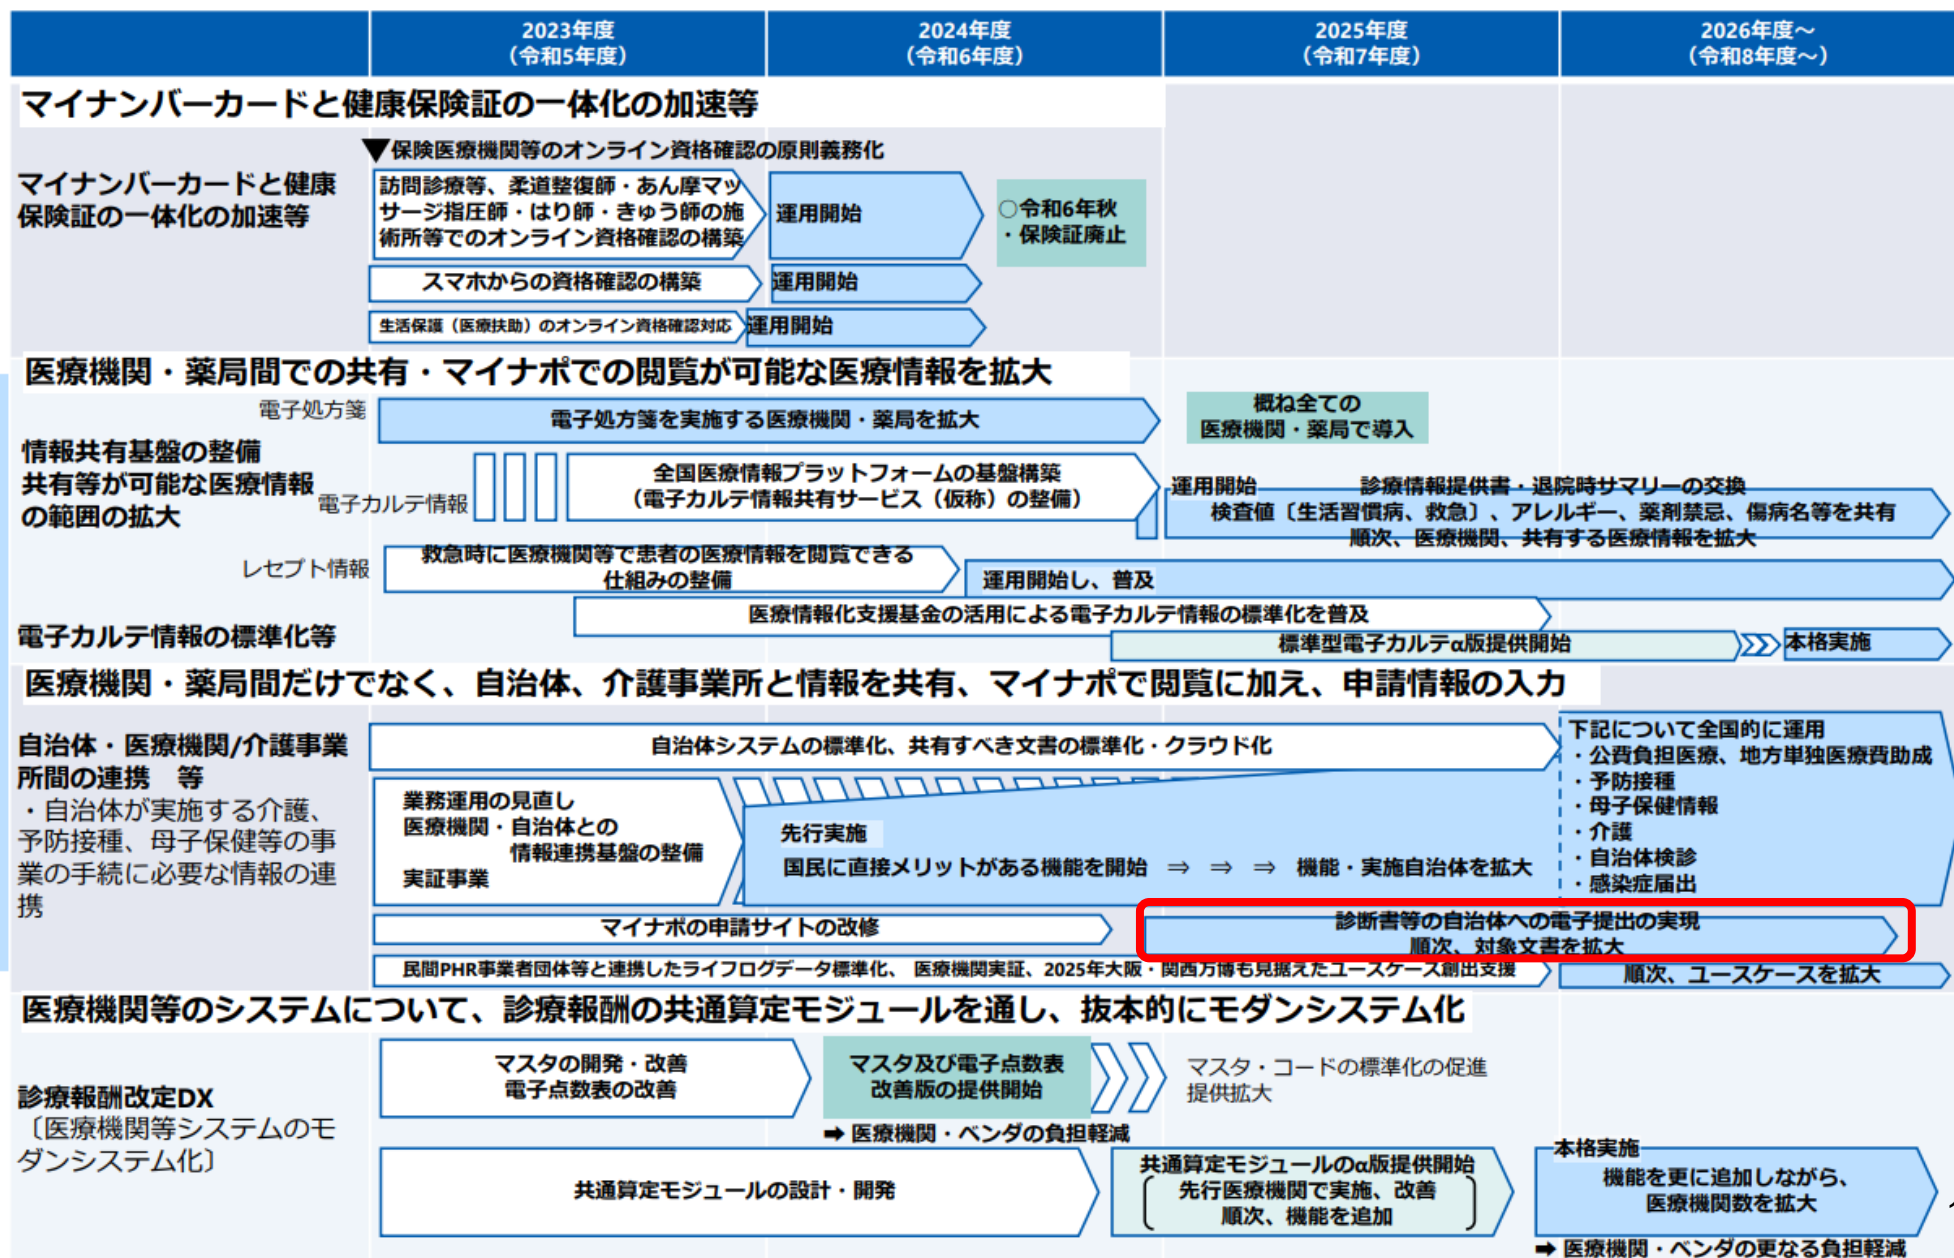 2023年度
（令和5年度）
2024年度
（令和6年度）
2025年度
（令和7年度）
2026年度～
（令和8年度～）
マイナンバーカードと健康保険証の一体化の加速等
マイナンバーカードと健康
保険証の一体化の加速等
▼保険医療機関等のオンライン資格確認の原則義務化
訪問診療等、柔道整復師・あん摩マッ
サージ指圧師・はり師・きゅう師の施
術所等でのオンライン資格確認の構築
運用開始
○令和6年秋
・保険証廃止
スマホからの資格確認の構築
運用開始
生活保護（医療扶助）のオンライン資格確認対応
運用開始
医療機関・薬局間での共有・マイナポでの閲覧が可能な医療情報を拡大
情報共有基盤の整備
共有等が可能な医療情報
の範囲の拡大
電子処方箋
電子処方箋を実施する医療機関・薬局を拡大
概ね全ての
医療機関・薬局で導入
電子カルテ情報
全国医療情報プラットフォームの基盤構築
（電子カルテ情報共有サービス（仮称）の整備）
運用開始
診療情報提供書・退院時サマリーの交換
検査値〔生活習慣病、救急〕、アレルギー、薬剤禁忌、傷病名等を共有
順次、医療機関、共有する医療情報を拡大
レセプト情報
救急時に医療機関等で患者の医療情報を閲覧できる
仕組みの整備
運用開始し、普及
電子カルテ情報の標準化等
医療情報化支援基金の活用による電子カルテ情報の標準化を普及
標準型電子カルテα版提供開始
本格実施
医療機関・薬局間だけでなく、自治体、介護事業所と情報を共有、マイナポで閲覧に加え、申請情報の入力
自治体・医療機関/介護事業
所間の連携　等
・自治体が実施する介護、
予防接種、母子保健等の事
業の手続に必要な情報の連
携
自治体システムの標準化、共有すべき文書の標準化・クラウド化
業務運用の見直し
医療機関・自治体との
情報連携基盤の整備
実証事業
先行実施
国民に直接メリットがある機能を開始　⇒　⇒　⇒　機能・実施自治体を拡大
下記について全国的に運用
・公費負担医療、地方単独医療費助成
・予防接種
・母子保健情報
・介護
・自治体検診
・感染症届出
マイナポの申請サイトの改修
診断書等の自治体への電子提出の実現
順次、対象文書を拡大
民間PHR事業者団体等と連携したライフログデータ標準化、 医療機関実証、2025年大阪・関西万博も見据えたユースケース創出支援
順次、ユースケースを拡大
医療機関等のシステムについて、診療報酬の共通算定モジュールを通し、抜本的にモダンシステム化
診療報酬改定DX
〔医療機関等システムのモ
ダンシステム化〕
マスタの開発・改善
電子点数表の改善
マスタ及び電子点数表
改善版の提供開始
マスタ・コードの標準化の促進
提供拡大
➡ 医療機関・ベンダの負担軽減
共通算定モジュールの設計・開発
共通算定モジュールのα版提供開始
先行医療機関で実施、改善
順次、機能を追加
本格実施
機能を更に追加しながら、
医療機関数を拡大
➡ 医療機関・ベンダの更なる負担軽減